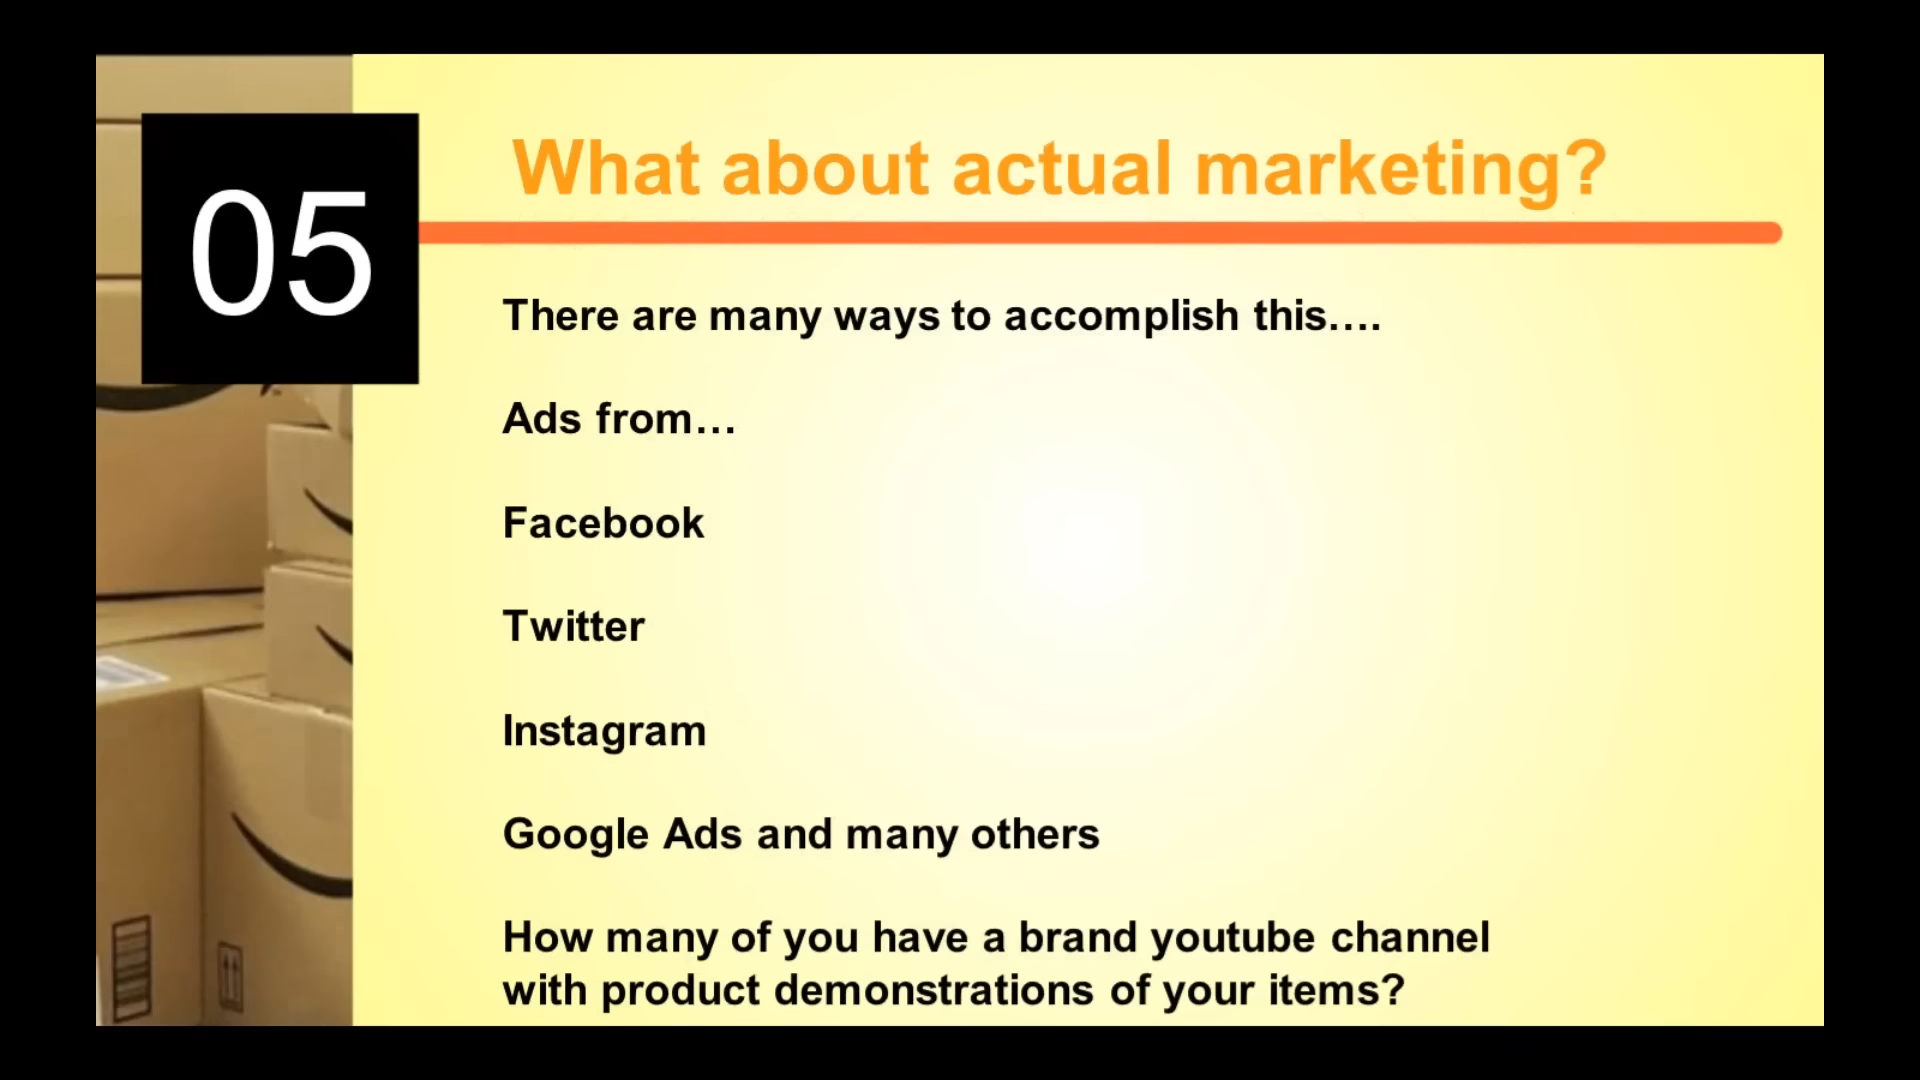 05
What about actual marketing?
There are many ways to accomplish this....
Ads from...
Facebook
Twitter
Instagram
Google Ads and many others
How many of you have a brand youtube channel
with product demonstrations of your items?